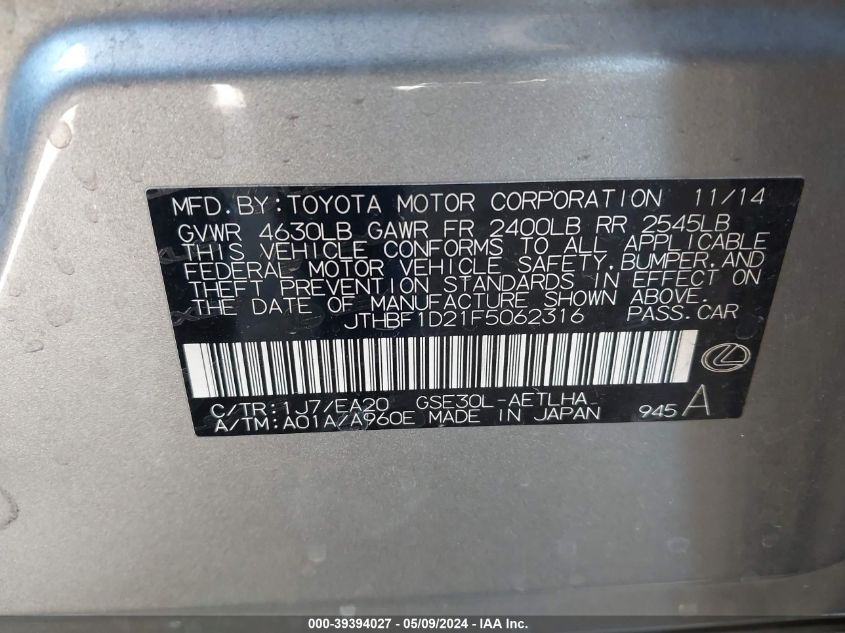 MFD.BY:TOYOTA MOTOR CORPORATION 11/14
GVWR 4630LB GAWR FR 2400LB RR 2545LB
THIS VEHICLE CONFORMS TO ALL APPLICABLE
FEDERAL MOTOR VEHICLE SAFETY,BUMPER,AND
THEFT PREVENTION STANDARDS IN EFFECT ON
THE DATE OF MANUFACTURE SHOWN ABOVE.
JTHBF1D21F5062316 PASS.CAR
C/TR:1J7/EA20 GSE30L-AETLHA
A/TM:A01A/A960E MADE IN JAPAN 945 A
000-39394027 - 05/09/2024 - IAA Inc.